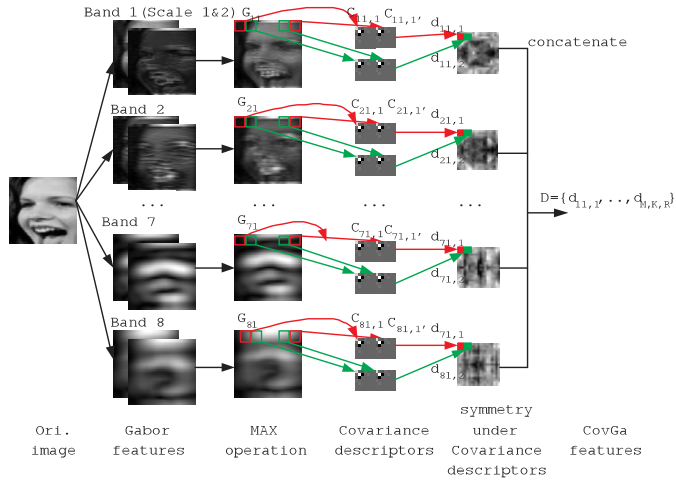 Band 1(Scale 1&2) G11 C11,1 C11,1' d11,1
d11,2
concatenate
Band 2 G21 C21,1 C21,1' d21,1
d21,2
... ... ... ...
D={d11,1,..,dM,K,R}
Band 7 G71 C71,1 C71,1' d71,1
d71,2
Band 8 G81 C81,1 C81,1' d71,1
d81,2
Ori.
image
Gabor
features
MAX
operation
Covariance
descriptors
symmetry
under
Covariance
descriptors
CovGa
features